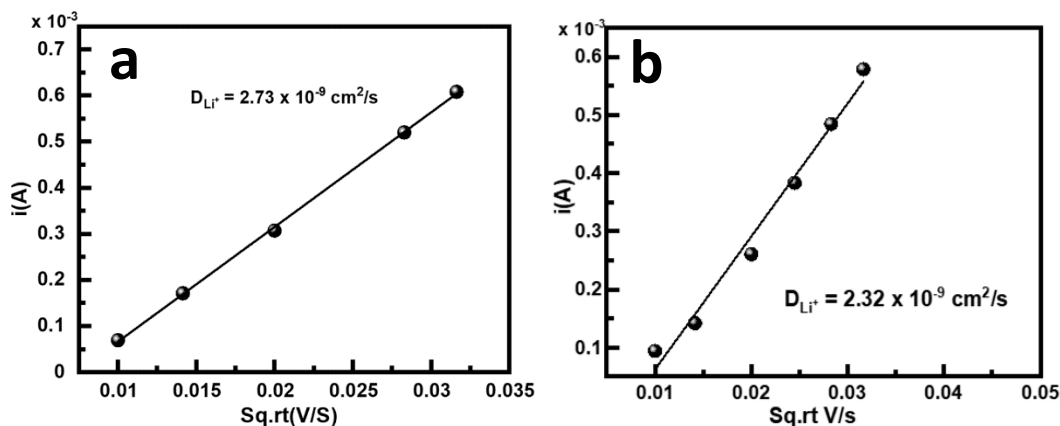 x 10-3
a
0.7
0.6
0.5
0.4
0.3
0.2
0.1
0
DLi+ = 2.73 x 10-9 cm2/s
i(A)
0.01
0.015
0.02
0.025
0.03
0.035
Sq.rt(V/S)
x 10-3
b
0.6
0.5
0.4
0.3
0.2
0.1
DLi+ = 2.32 x 10-9 cm2/s
i(A)
0.01
0.02
0.03
0.04
0.05
Sq.rt V/s